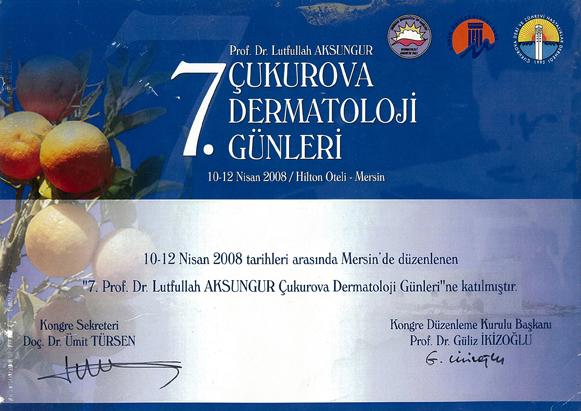 Prof. Dr. Lutfullah AKSUNGUR
7. ÇUKUROVA
DERMATOLOJİ
GÜNLERİ
10-12 Nisan 2008 / Hilton Oteli - Mersin
10-12 Nisan 2008 tarihleri arasında Mersin'de düzenlenen
"7. Prof. Dr. Lutfullah AKSUNGUR Çukurova Dermatoloji Günleri"ne katılmıştır.
Kongre Sekreteri
Doç. Dr. Ümit TÜRSEN
Kongre Düzenleme Kurulu Başkanı
Prof. Dr. Güliz İKİZOĞLU